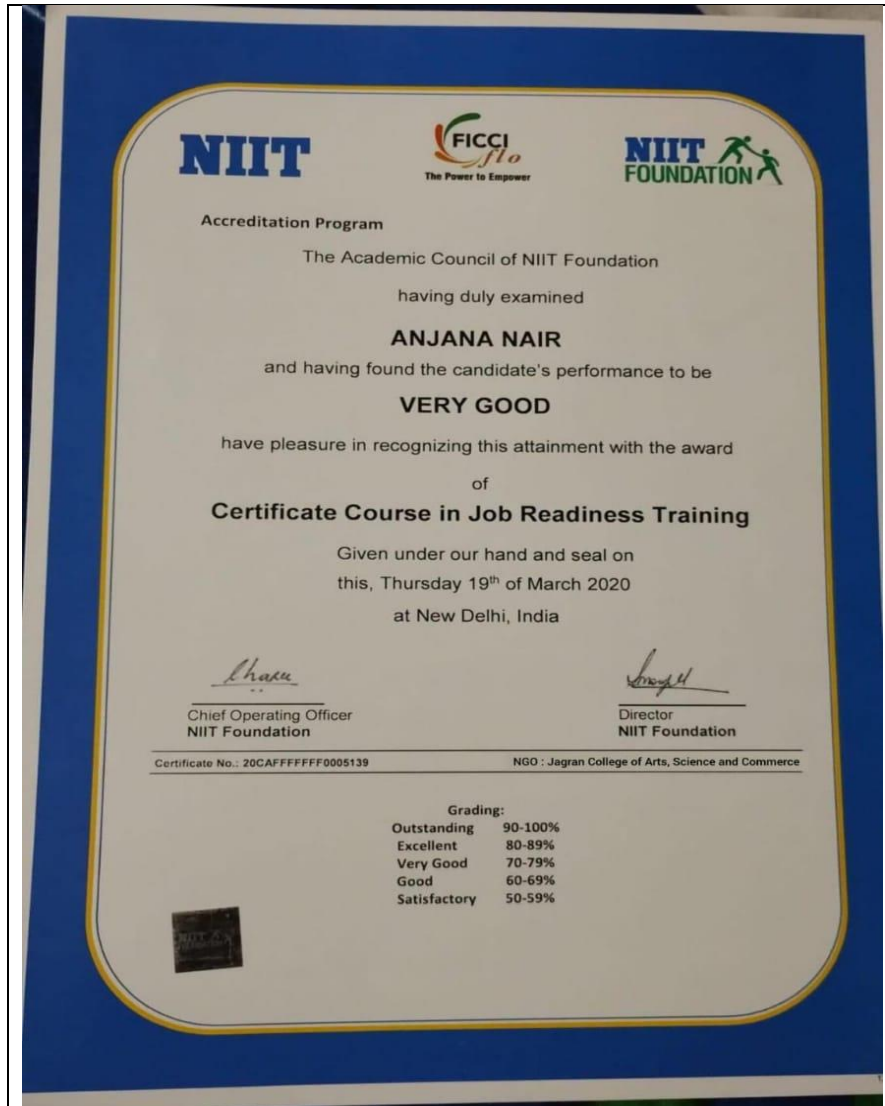 NIIT
FICCI
flo
The Power to Empower
NIIT
FOUNDATION
Accreditation Program
The Academic Council of NIIT Foundation
having duly examined
ANJANA NAIR
and having found the candidate's performance to be
VERY GOOD
have pleasure in recognizing this attainment with the award
of
Certificate Course in Job Readiness Training
Given under our hand and seal on
this, Thursday 19th of March 2020
at New Delhi, India
Chief Operating Officer
NIIT Foundation
Director
NIIT Foundation
Certificate No.: 20CAFFFFFFF0005139
NGO : Jagran College of Arts, Science and Commerce
Grading:
Outstanding 90-100%
Excellent 80-89%
Very Good 70-79%
Good 60-69%
Satisfactory 50-59%